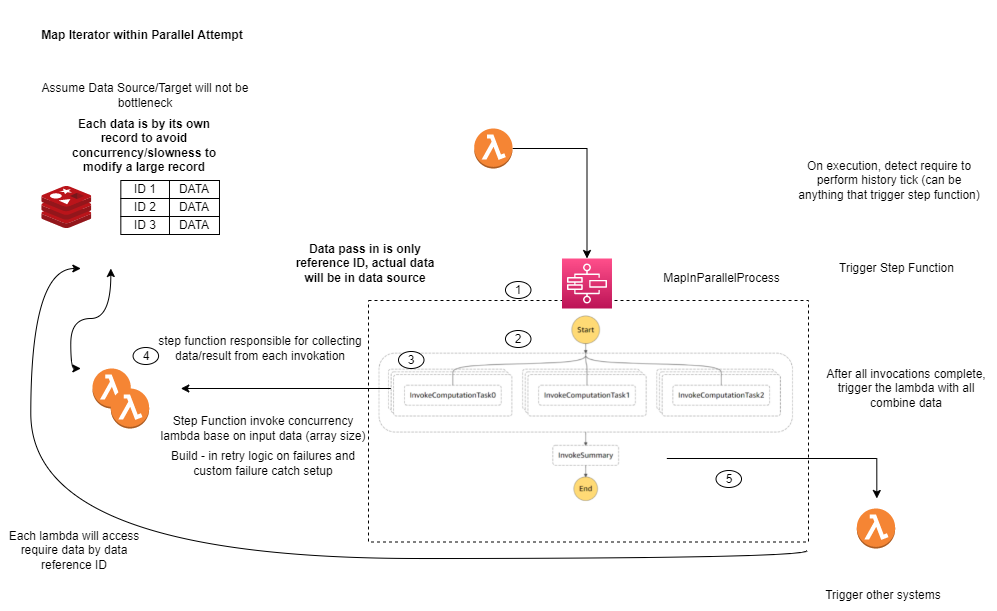 Map Iterator within Parallel Attempt
Assume Data Source/Target will not be
bottleneck
Each data is by its own
record to avoid
concurrency/slowness to
modify a large record
ID 1 DATA
ID 2 DATA
ID 3 DATA
On execution, detect require to
perform history tick (can be
anything that trigger step function)
Data pass in is only
reference ID, actual data
will be in data source
MapInParallelProcess
Trigger Step Function
1
Start
2
step function responsible for collecting
data/result from each invokation
4
3
InvokeComputationTask0
InvokeComputationTask1
InvokeComputationTask2
After all invocations complete,
trigger the lambda with all
combine data
Step Function invoke concurrency
lambda base on input data (array size)
Build - in retry logic on failures and
custom failure catch setup
InvokeSummary
5
End
Each lambda will access
require data by data
reference ID
Trigger other systems